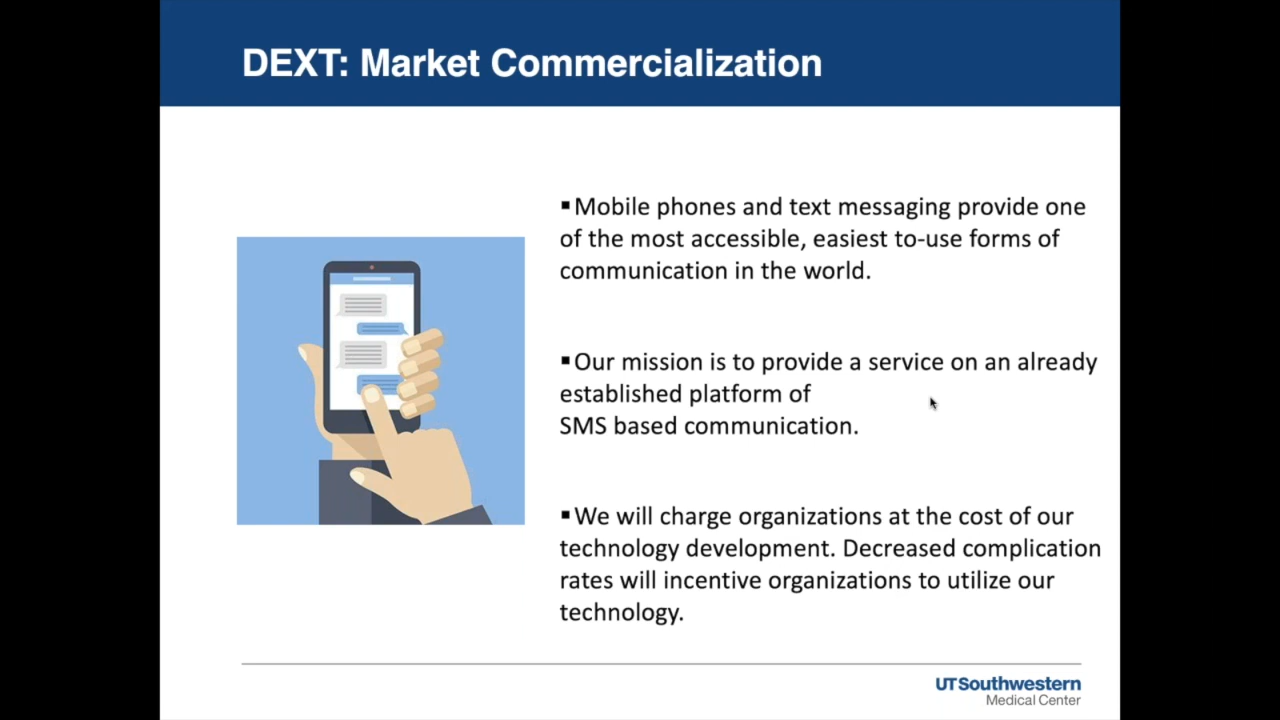 DEXT: Market Commercialization
▪Mobile phones and text messaging provide one
of the most accessible, easiest to-use forms of
communication in the world.
▪Our mission is to provide a service on an already
established platform of
SMS based communication.
▪We will charge organizations at the cost of our
technology development. Decreased complication
rates will incentive organizations to utilize our
technology.
UTSouthwestern
Medical Center